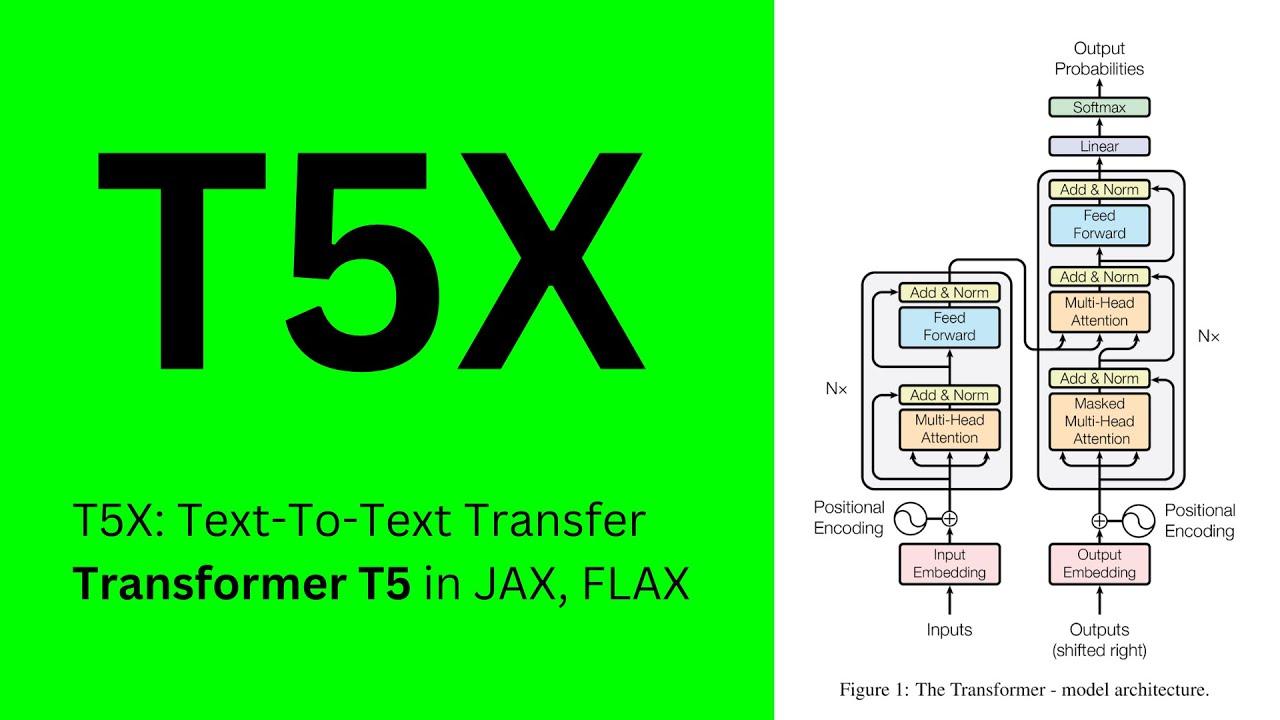 T5X
T5X: Text-To-Text Transfer
Transformer T5 in JAX, FLAX
Output
Probabilities
Softmax
Linear
Add & Norm
Feed
Forward
Add & Norm
Multi-Head
Attention
Nx
Add & Norm
Masked
Multi-Head
Attention
Add & Norm
Feed
Forward
Nx
Add & Norm
Multi-Head
Attention
Positional
Encoding
Positional
Encoding
Input
Embedding
Output
Embedding
Inputs
Outputs
(shifted right)
Figure 1: The Transformer - model architecture.